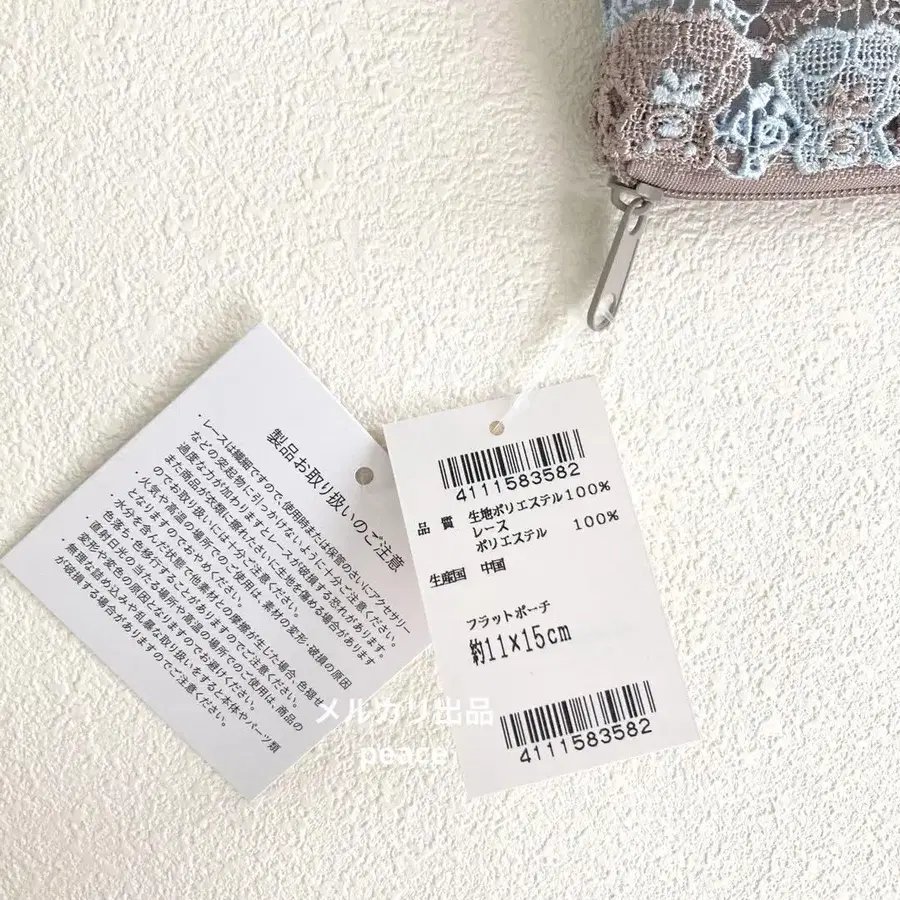 製品お取り扱いのご注意
・レースは繊細ですので、使用時または保管のさいにアクセサリー
などの突起物に引っかけないように十分ご注意ください。
過度な力が加わりますとレースが破損する恐れがあります。
また商品が衣類に擦れたさいに生地を傷める場合があります
のでお取り扱いには十分ご注意ください。
・火気や高温の場所でのご使用は、素材の変形・破損の原因
となりますのでおやめください。
・水分を含んだ状態で他素材との摩擦が生じた場合、色褪せ
色落ち、色移行することがありますのでご注意ください。
・直射日光の当たる場所や高温の場所でのご使用は、商品の
変形や変色の原因となりますのでお避けください。
・無理な詰め込みや乱暴な取り扱いをすると本体やパーツ類
が破損する場合がありますのでご注意ください。
4111583582
品 質 生地ポリエステル100%
レース
ポリエステル 100%
生産国 中国
フラットポーチ
約11×15cm
4111583582
メルカリ出品
peace